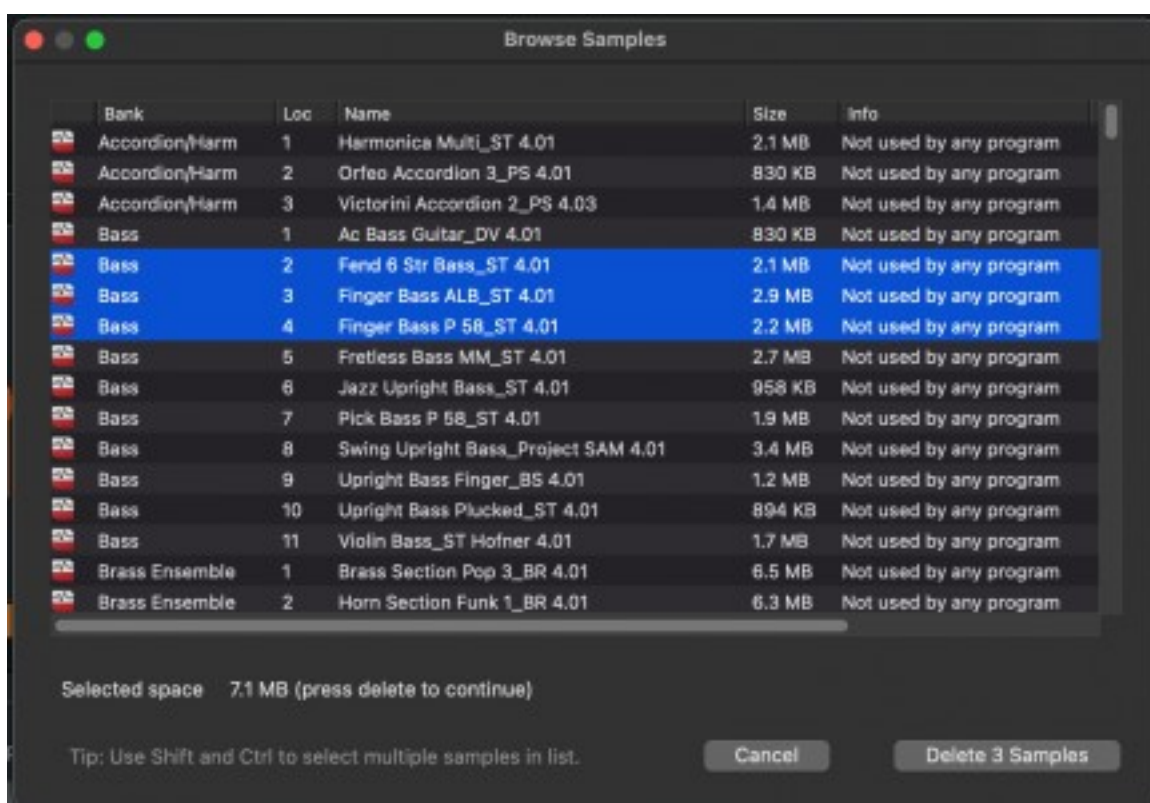 Browse Samples
Bank Loc Name Size Info
Accordion/Harm 1 Harmonica Multi_ST 4.01 2.1 MB Not used by any program
Accordion/Harm 2 Orfeo Accordion 3_PS 4.01 830 KB Not used by any program
Accordion/Harm 3 Victorini Accordion 2_PS 4.03 1.4 MB Not used by any program
Bass 1 Ac Bass Guitar_DV 4.01 830 KB Not used by any program
Bass 2 Fend 6 Str Bass_ST 4.01 2.1 MB Not used by any program
Bass 3 Finger Bass ALB_ST 4.01 2.9 MB Not used by any program
Bass 4 Finger Bass P 58_ST 4.01 2.2 MB Not used by any program
Bass 5 Fretless Bass MM_ST 4.01 2.7 MB Not used by any program
Bass 6 Jazz Upright Bass_ST 4.01 958 KB Not used by any program
Bass 7 Pick Bass P 58_ST 4.01 1.9 MB Not used by any program
Bass 8 Swing Upright Bass_Project SAM 4.01 3.4 MB Not used by any program
Bass 9 Upright Bass Finger_BS 4.01 1.2 MB Not used by any program
Bass 10 Upright Bass Plucked_ST 4.01 894 KB Not used by any program
Bass 11 Violin Bass_ST Hofner 4.01 1.7 MB Not used by any program
Brass Ensemble 1 Brass Section Pop 3_BR 4.01 6.5 MB Not used by any program
Brass Ensemble 2 Horn Section Funk 1_BR 4.01 6.3 MB Not used by any program
Selected space 7.1 MB (press delete to continue)
Tip: Use Shift and Ctrl to select multiple samples in list. Cancel Delete 3 Samples